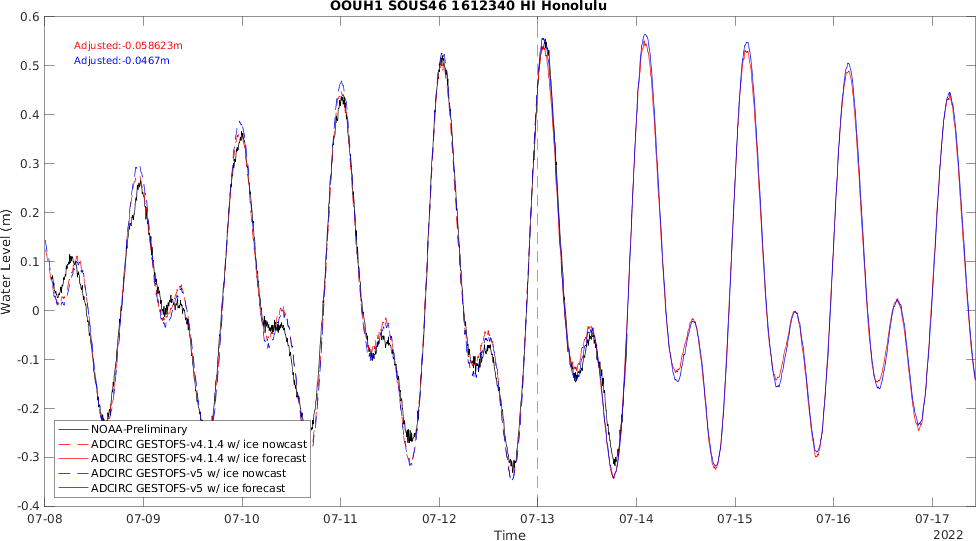 OOUH1 SOUS46 1612340 HI Honolulu
0.6
0.5
0.4
0.3
0.2
0.1
0
-0.1
-0.2
-0.3
-0.4
Water Level (m)
Adjusted:-0.058623m
Adjusted:-0.0467m
NOAA-Preliminary
ADCIRC GESTOFS-v4.1.4 w/ ice nowcast
ADCIRC GESTOFS-v4.1.4 w/ ice forecast
ADCIRC GESTOFS-v5 w/ ice nowcast
ADCIRC GESTOFS-v5 w/ ice forecast
07-08 07-09 07-10 07-11 07-12 07-13 07-14 07-15 07-16 07-17
Time
2022